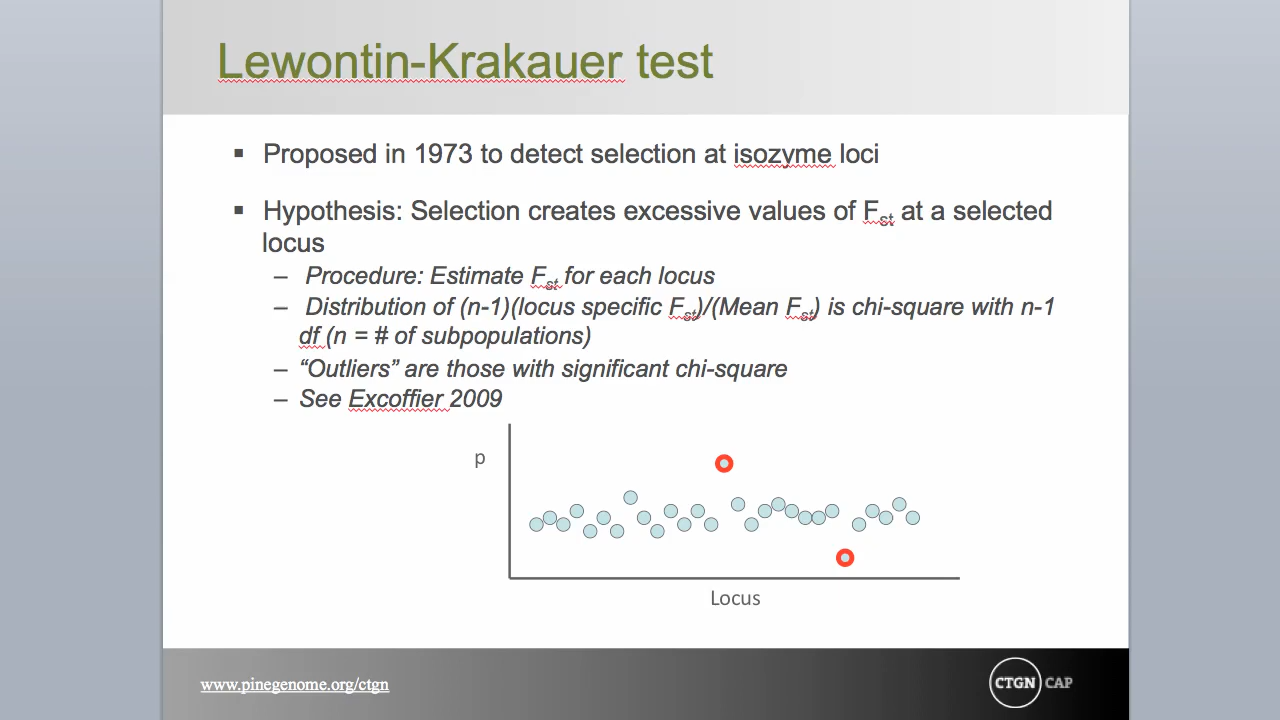 Lewontin-Krakauer test
▪ Proposed in 1973 to detect selection at isozyme loci
▪ Hypothesis: Selection creates excessive values of Fst at a selected
locus
– Procedure: Estimate Fst for each locus
– Distribution of (n-1)(locus specific Fst)/(Mean Fst) is chi-square with n-1
df (n = # of subpopulations)
– “Outliers” are those with significant chi-square
– See Excoffier 2009
p
Locus
www.pinegenome.org/ctgn
CTGN CAP